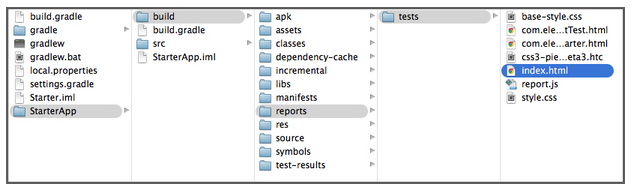 build.gradle
gradle
gradlew
gradlew.bat
local.properties
settings.gradle
Starter.iml
StarterApp
build
build.gradle
src
StarterApp.iml
apk
assets
classes
dependency-cache
incremental
libs
manifests
reports
res
source
symbols
test-results
tests
base-style.css
com.ele...tTest.html
com.ele...arter.html
css3-pie...eta3.htc
index.html
report.js
style.css